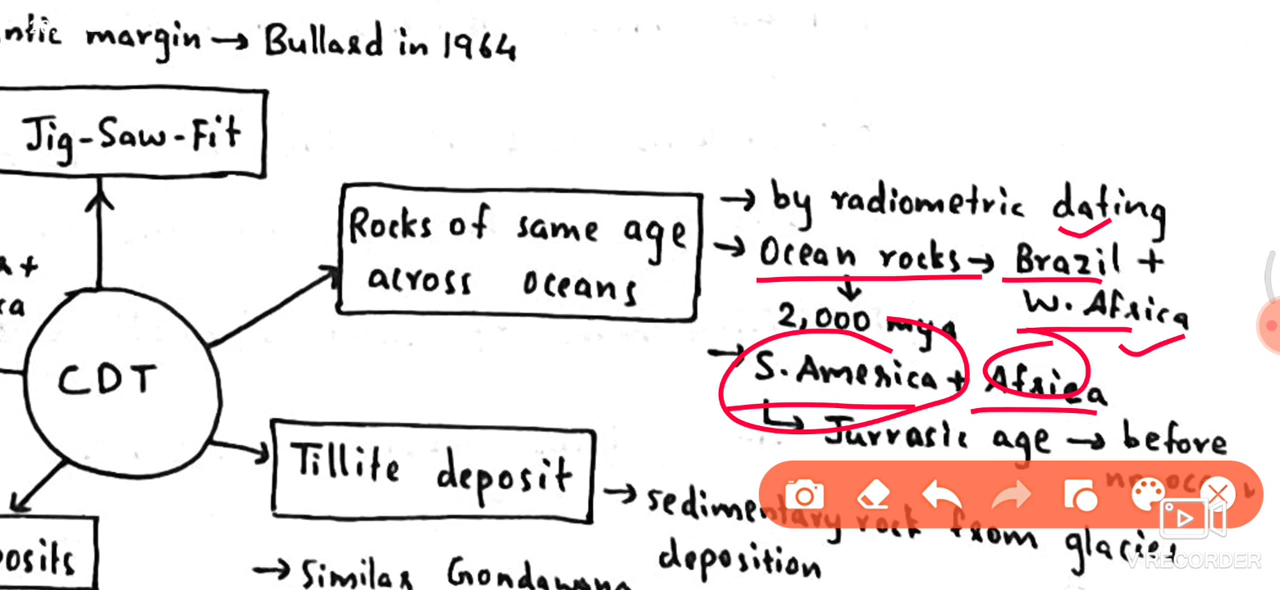 ntic margin → Bullard in 1964
Jig-Saw-Fit
Rocks of same age
across oceans
→ by radiometric dating
→ Ocean rocks → Brazil +
W. Africa
↓
2,000 mya
→ S. America + Africa
↳ Jurrasic age → before
a +
ca
CDT
Tillite deposit
→ sedimentary rock from glacier
deposition
→ Similar Gondawana
posits
V RECORDER